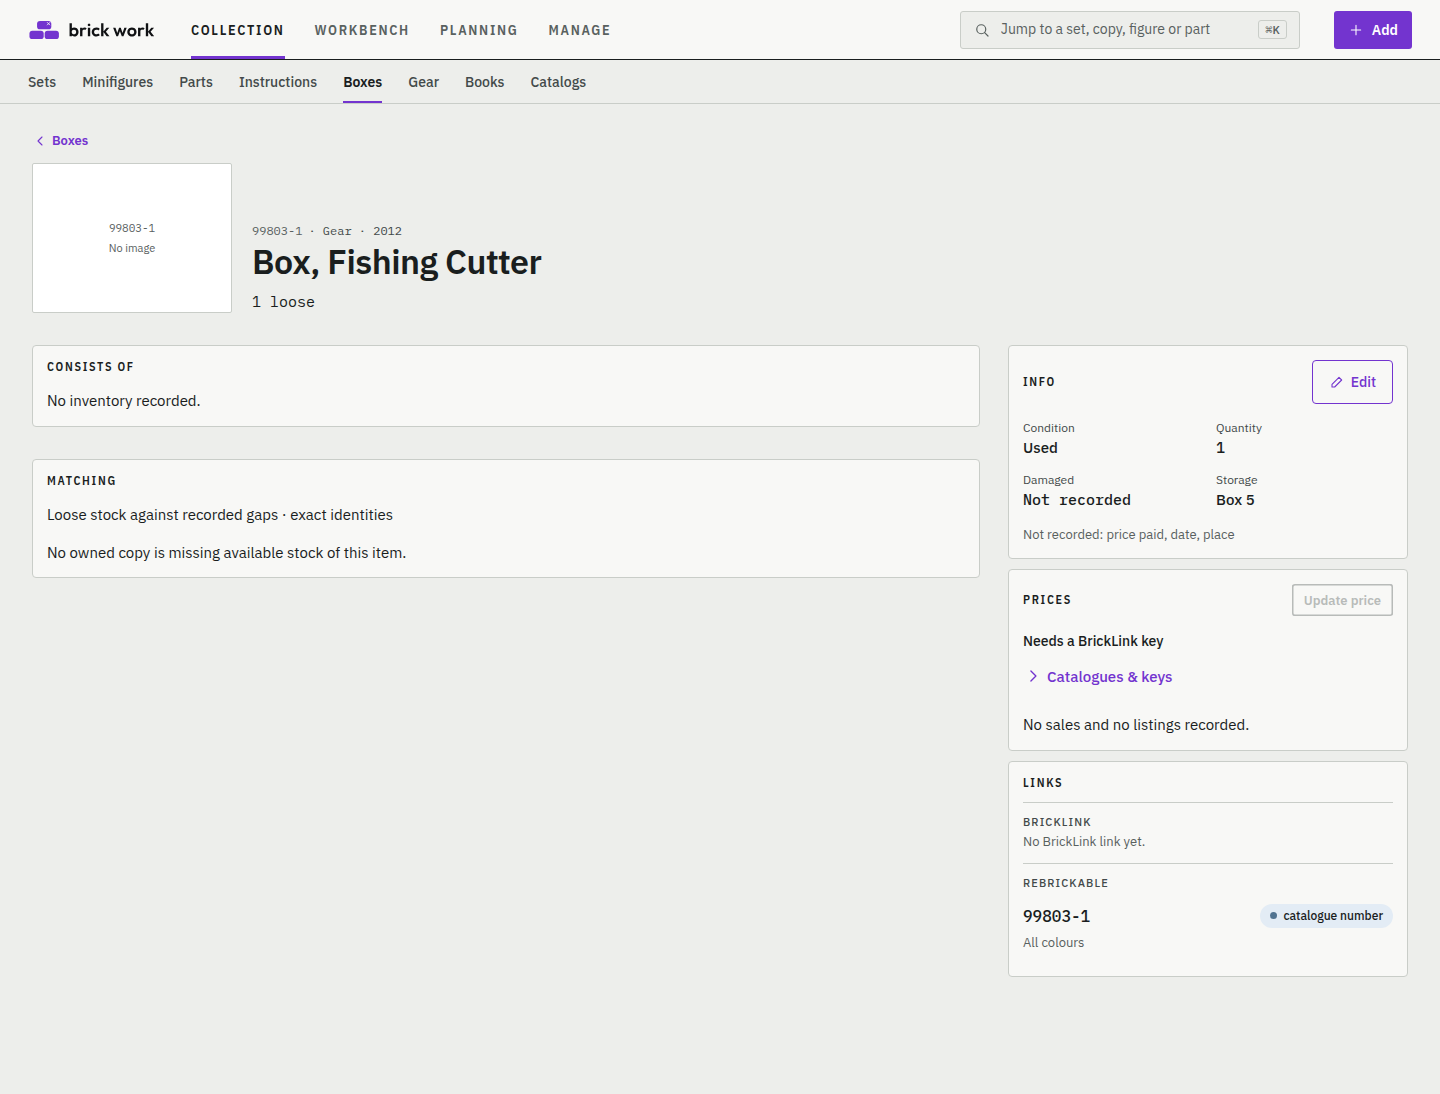 brick work
COLLECTION
WORKBENCH
PLANNING
MANAGE
Jump to a set, copy, figure or part
⌘K
Add
Sets
Minifigures
Parts
Instructions
Boxes
Gear
Books
Catalogs
Boxes
99803-1
No image
99803-1 · Gear · 2012
Box, Fishing Cutter
1 loose
CONSISTS OF
No inventory recorded.
MATCHING
Loose stock against recorded gaps · exact identities
No owned copy is missing available stock of this item.
INFO
Edit
Condition
Quantity
Used
1
Damaged
Storage
Not recorded
Box 5
Not recorded: price paid, date, place
PRICES
Update price
Needs a BrickLink key
Catalogues & keys
No sales and no listings recorded.
LINKS
BRICKLINK
No BrickLink link yet.
REBRICKABLE
99803-1
catalogue number
All colours